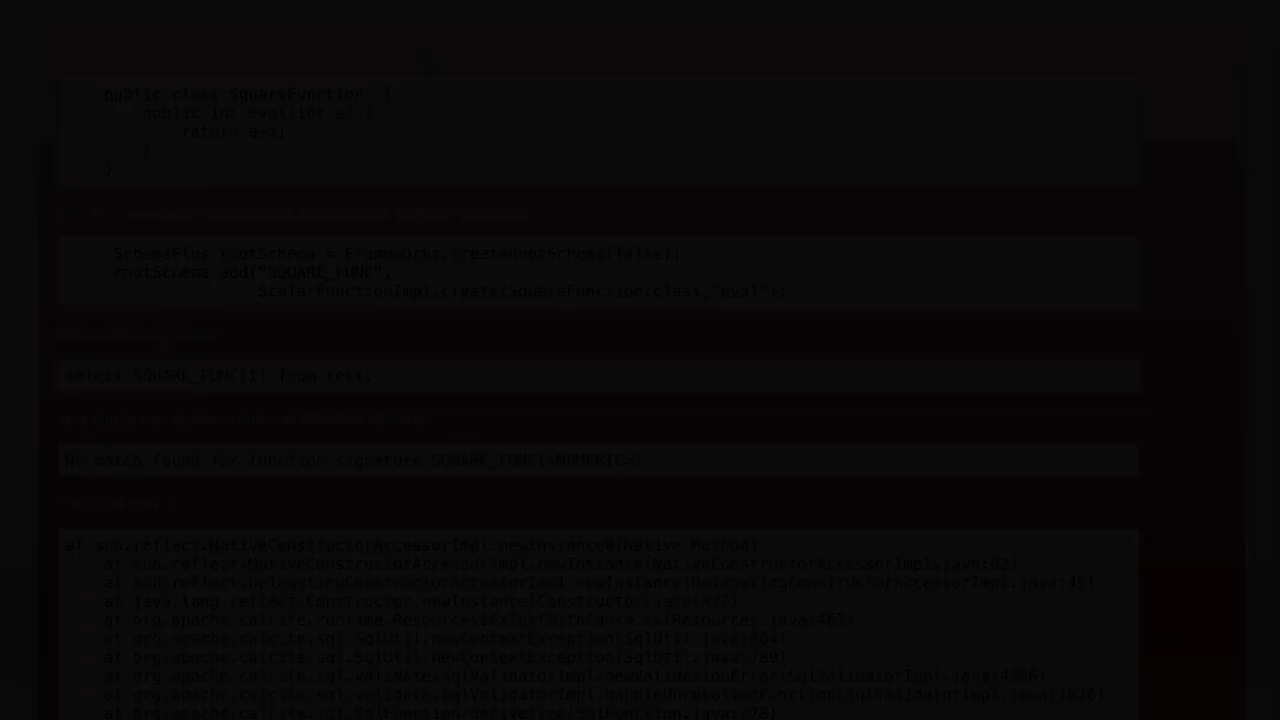 public class SquareFunction {
public int eval(int a) {
return a*a;
}
}
SchemaPlus rootSchema = Frameworks.createRootSchema(false);
rootSchema.add("SQUARE_FUNC",
ScalarFunctionImpl.create(SquareFunction.class,"eval");
select SQUARE_FUNC(1) from test;
No match found for function signature SQUARE_FUNC(<NUMERIC>)
at sun.reflect.NativeConstructorAccessorImpl.newInstance0(Native Method)
at sun.reflect.NativeConstructorAccessorImpl.newInstance(NativeConstructorAccessorImpl.java:62)
at sun.reflect.DelegatingConstructorAccessorImpl.newInstance(DelegatingConstructorAccessorImpl.java:45)
at java.lang.reflect.Constructor.newInstance(Constructor.java:422)
at org.apache.calcite.runtime.Resources$ExInstWithCause.ex(Resources.java:463)
at org.apache.calcite.sql.SqlUtil.newContextException(SqlUtil.java:804)
at org.apache.calcite.sql.SqlUtil.newContextException(SqlUtil.java:789)
at org.apache.calcite.sql.validate.SqlValidatorImpl.newValidationError(SqlValidatorImpl.java:4386)
at org.apache.calcite.sql.validate.SqlValidatorImpl.handleUnresolvedFunction(SqlValidatorImpl.java:1670)
at org.apache.calcite.sql.SqlFunction.deriveType(SqlFunction.java:278)